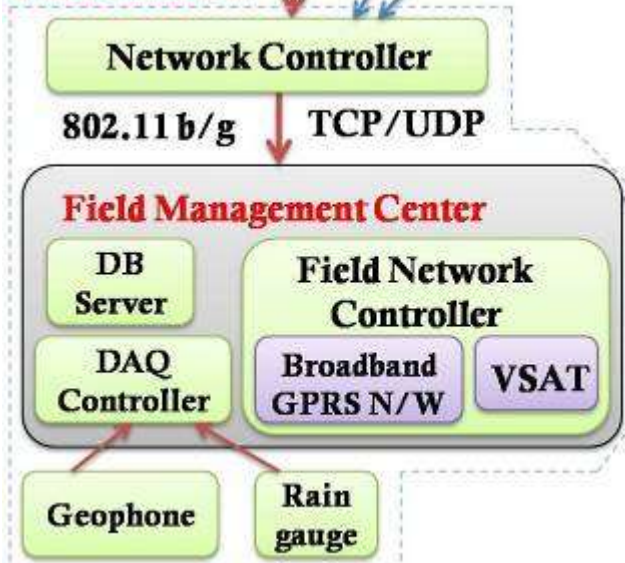 Network Controller
802.11 b/g
TCP/UDP
Field Management Center
DB
Server
DAQ
Controller
Field Network
Controller
Broadband
GPRS N/W
VSAT
Geophone
Rain
gauge